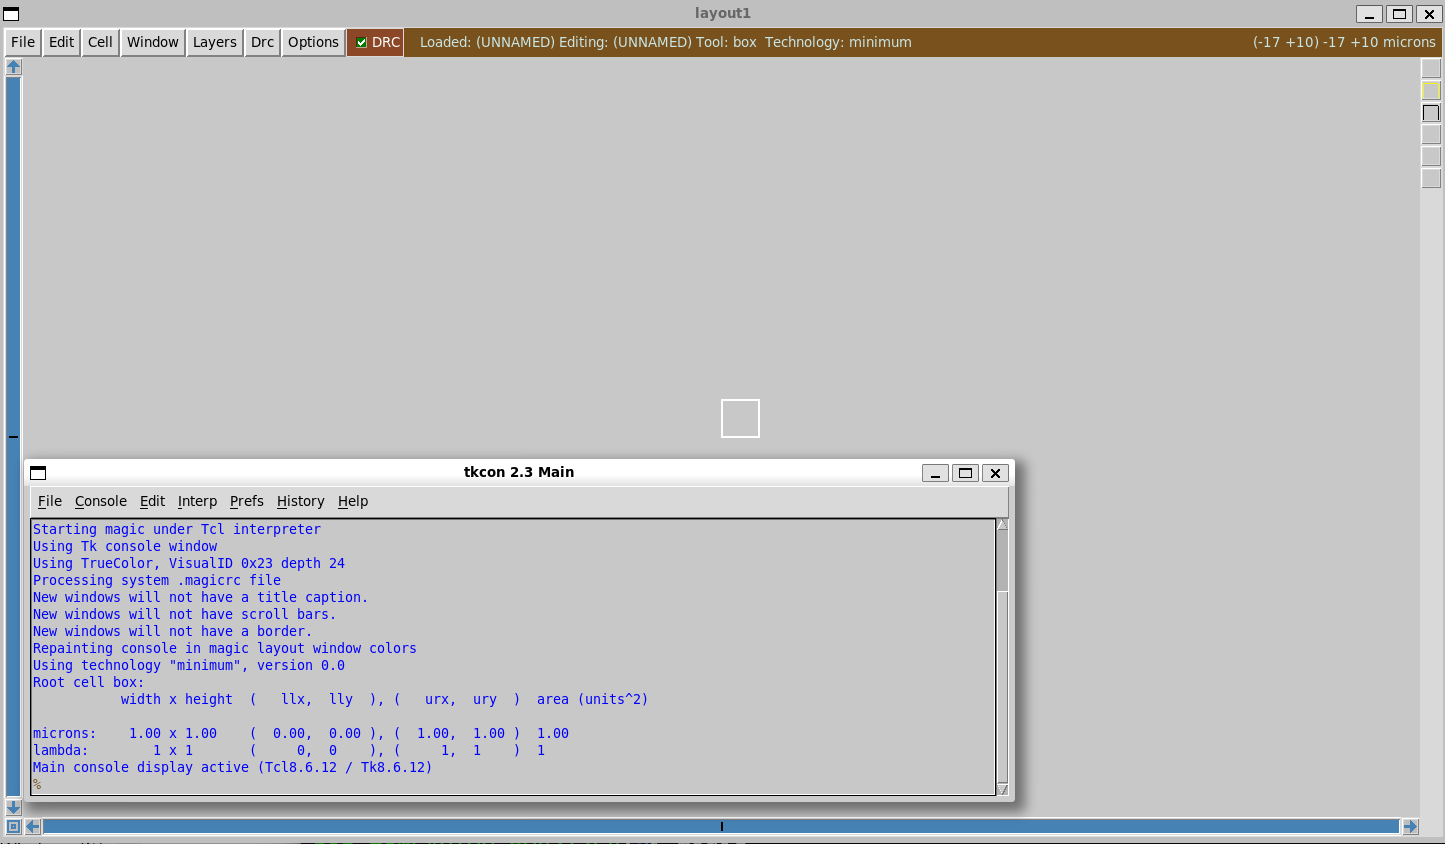 layout1
File Edit Cell Window Layers Drc Options DRC Loaded: (UNNAMED) Editing: (UNNAMED) Tool: box Technology: minimum (-17 +10) -17 +10 microns
tkcon 2.3 Main
File Console Edit Interp Prefs History Help
Starting magic under Tcl interpreter
Using Tk console window
Using TrueColor, VisualID 0x23 depth 24
Processing system .magicrc file
New windows will not have a title caption.
New windows will not have scroll bars.
New windows will not have a border.
Repainting console in magic layout window colors
Using technology "minimum", version 0.0
Root cell box:
width x height ( llx, lly ), ( urx, ury ) area (units^2)
microns: 1.00 x 1.00 ( 0.00, 0.00 ), ( 1.00, 1.00 ) 1.00
lambda: 1 x 1 ( 0, 0 ), ( 1, 1 ) 1
Main console display active (Tcl8.6.12 / Tk8.6.12)
%